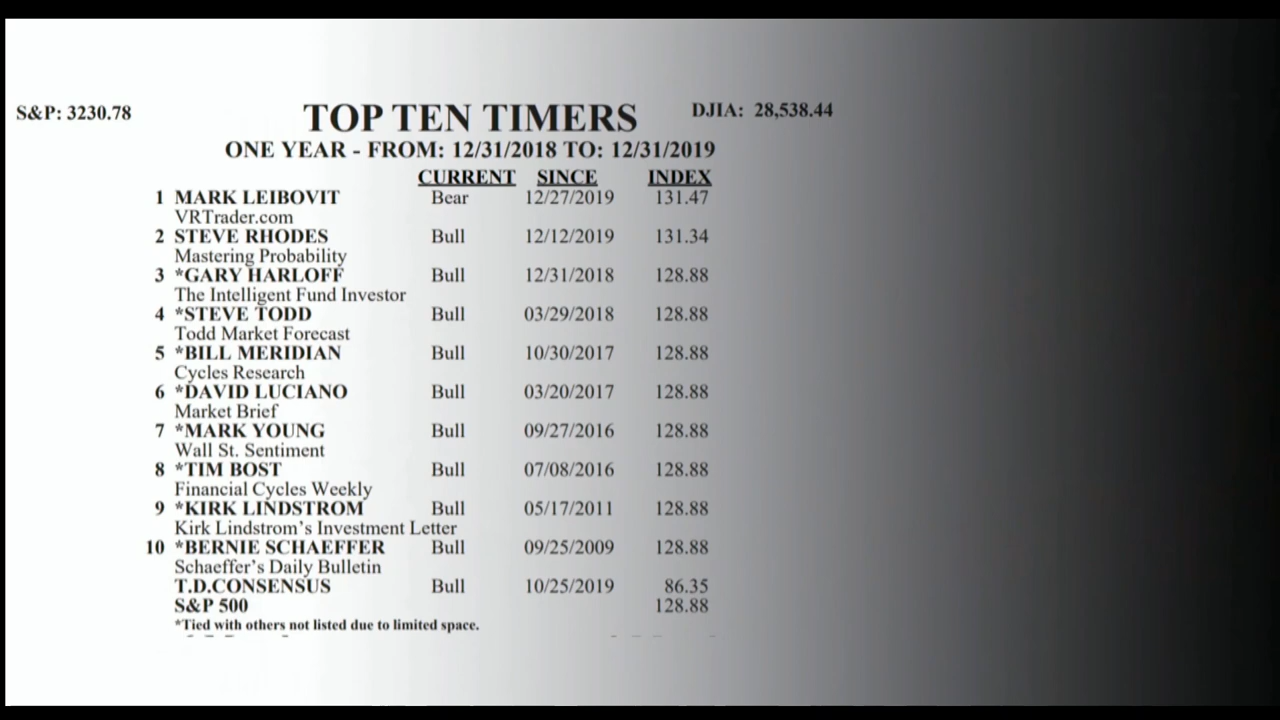 S&P: 3230.78
TOP TEN TIMERS
DJIA: 28,538.44
ONE YEAR - FROM: 12/31/2018 TO: 12/31/2019
CURRENT SINCE INDEX
1 MARK LEIBOVIT Bear 12/27/2019 131.47
VRTrader.com
2 STEVE RHODES Bull 12/12/2019 131.34
Mastering Probability
3 *GARY HARLOFF Bull 12/31/2018 128.88
The Intelligent Fund Investor
4 *STEVE TODD Bull 03/29/2018 128.88
Todd Market Forecast
5 *BILL MERIDIAN Bull 10/30/2017 128.88
Cycles Research
6 *DAVID LUCIANO Bull 03/20/2017 128.88
Market Brief
7 *MARK YOUNG Bull 09/27/2016 128.88
Wall St. Sentiment
8 *TIM BOST Bull 07/08/2016 128.88
Financial Cycles Weekly
9 *KIRK LINDSTROM Bull 05/17/2011 128.88
Kirk Lindstrom's Investment Letter
10 *BERNIE SCHAEFFER Bull 09/25/2009 128.88
Schaeffer's Daily Bulletin
T.D.CONSENSUS Bull 10/25/2019 86.35
S&P 500 128.88
*Tied with others not listed due to limited space.